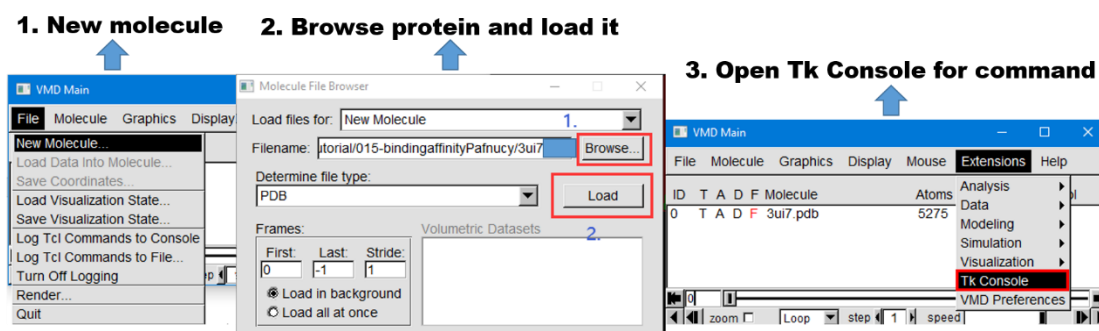 1. New molecule
2. Browse protein and load it
3. Open Tk Console for command
VMD Main
File Molecule Graphics Display
New Molecule...
Load Data Into Molecule...
Save Coordinates...
Load Visualization State...
Save Visualization State...
Log Tcl Commands to Console
Log Tcl Commands to File...
Turn Off Logging
Render...
Quit
Molecule File Browser
Load files for: New Molecule
1.
Filename: utorial/015-bindingaffinityPafnucy/3ui7 Browse...
Determine file type:
PDB
Load
2.
Frames:
First: Last: Stride:
0 -1 1
Load in background
Load all at once
Volumetric Datasets
VMD Main
File Molecule Graphics Display Mouse Extensions Help
ID T A D F Molecule Atoms
0 T A D F 3ui7.pdb 5275
Analysis
Data
Modeling
Simulation
Visualization
Tk Console
VMD Preferences
0
zoom Loop step 1 speed